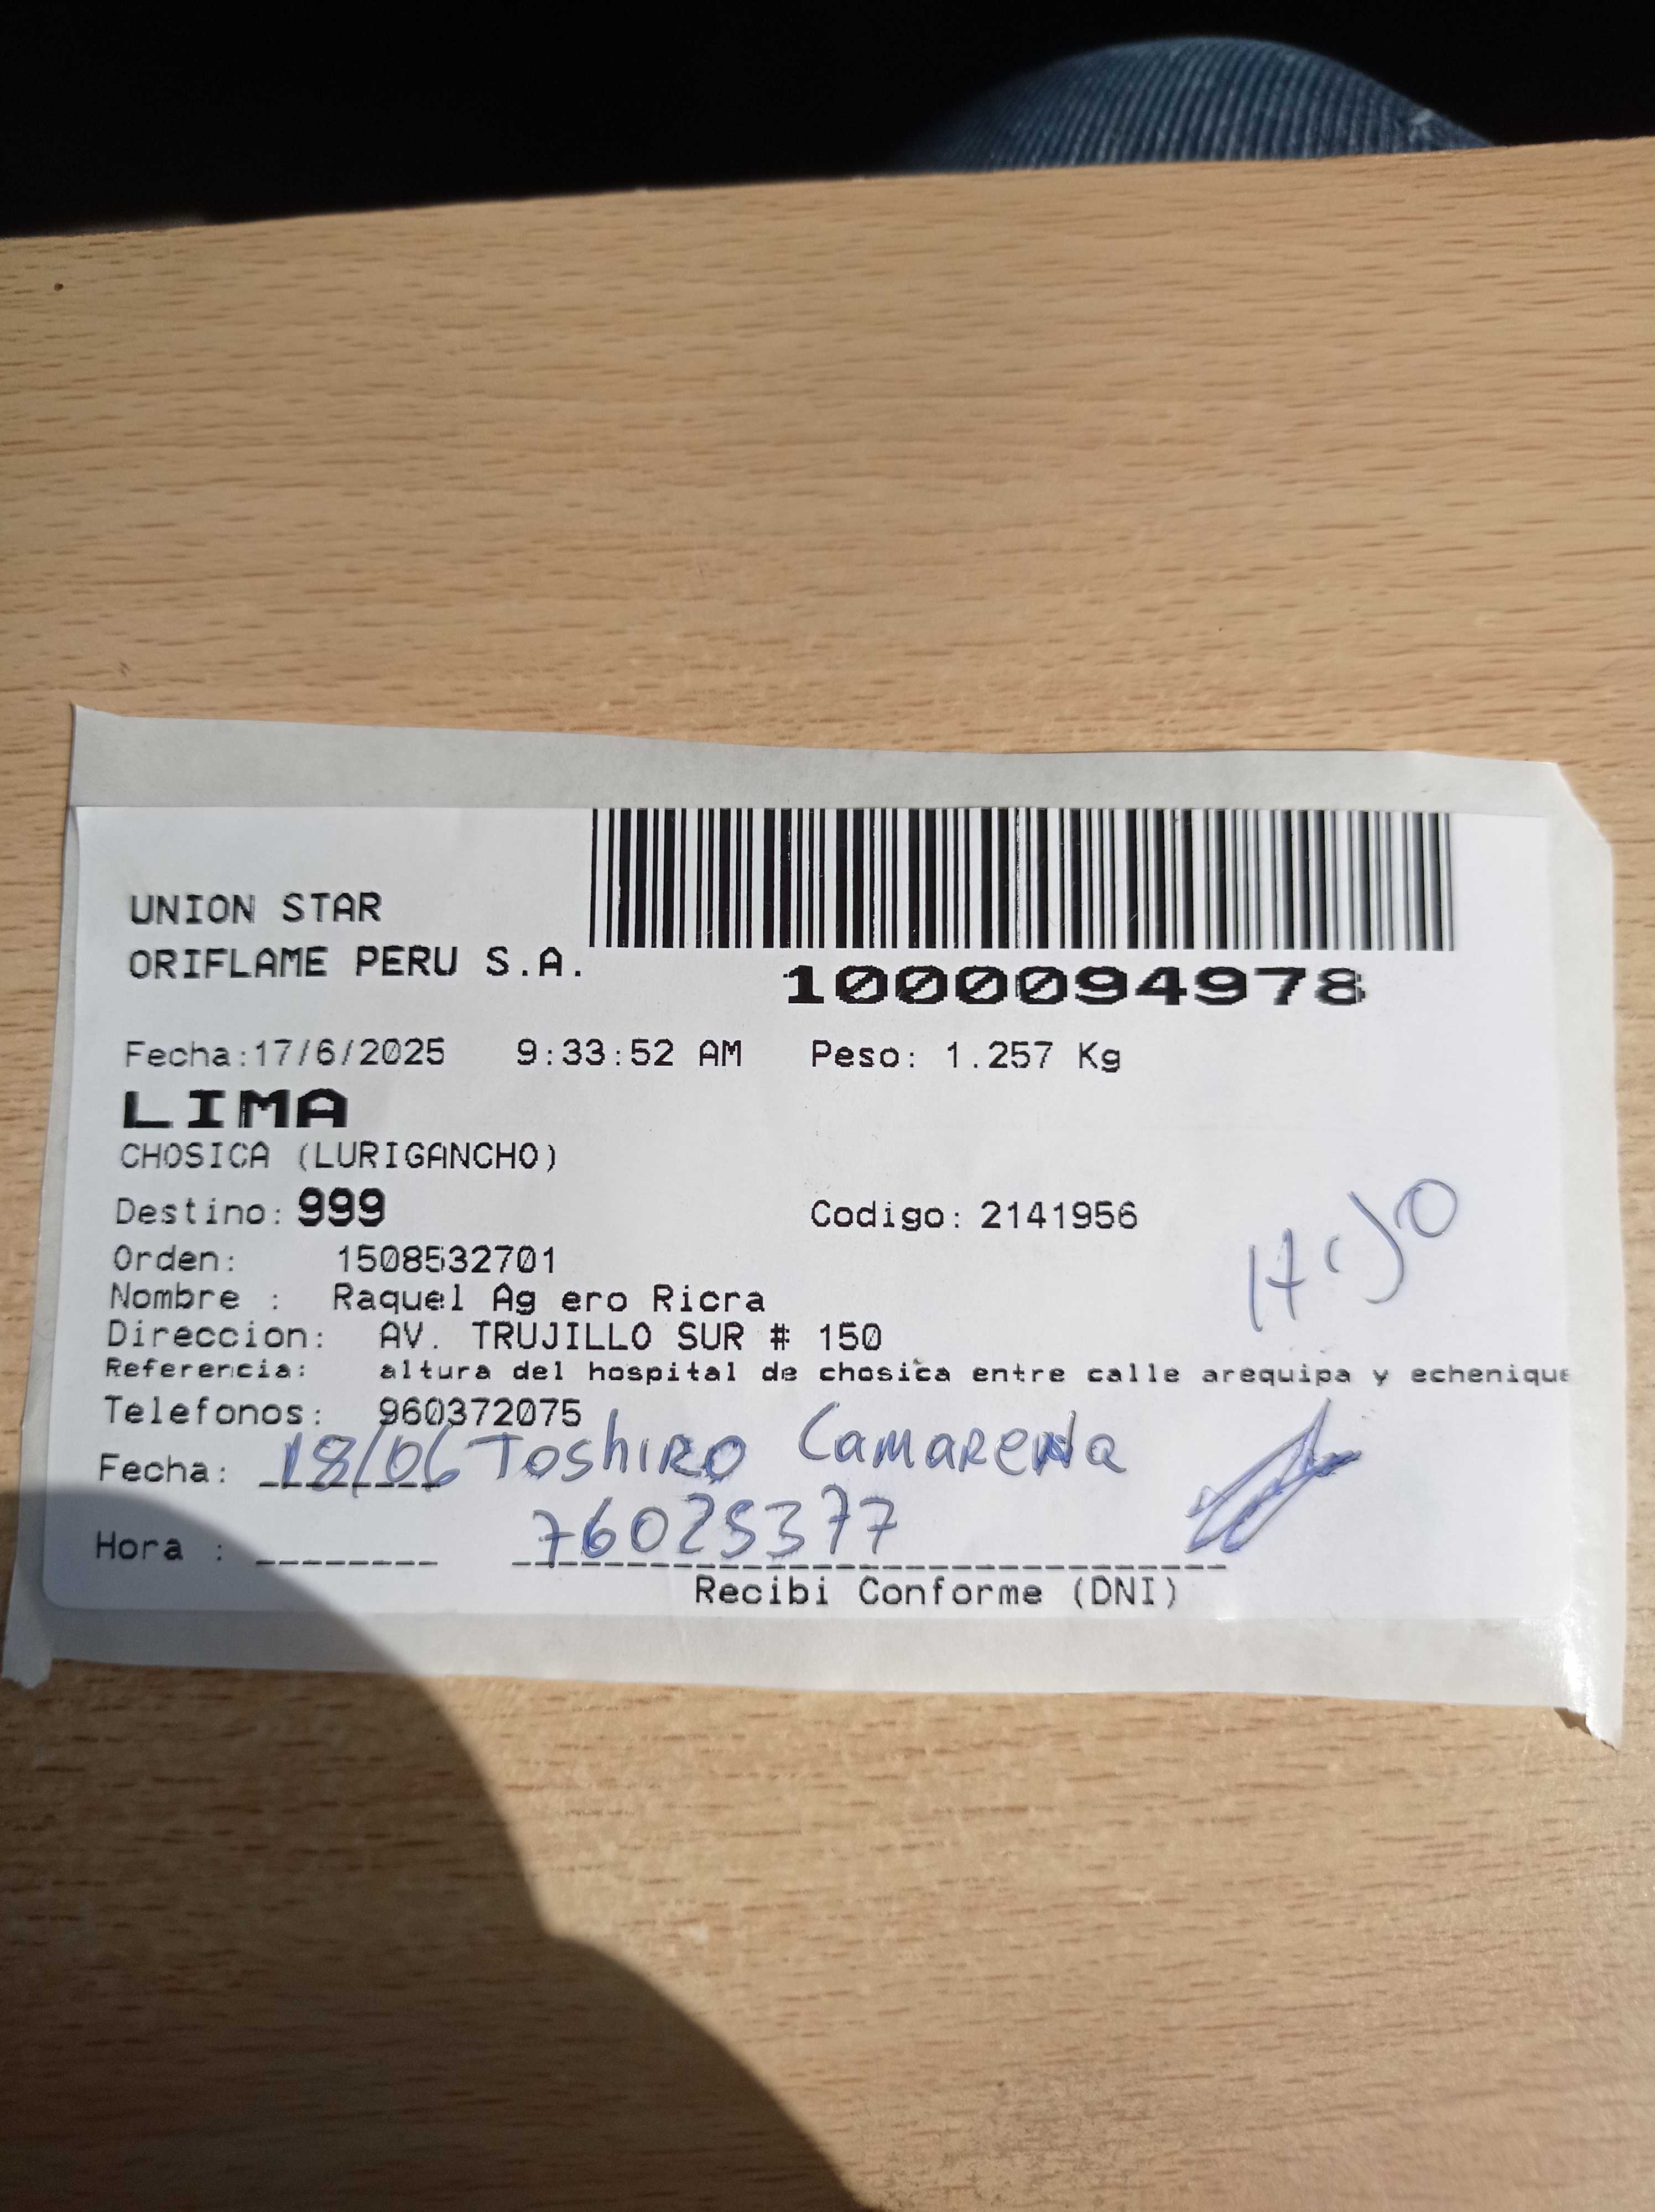 UNION STAR
ORIFLAME PERU S.A.
1000094978
Fecha:17/6/2025 9:33:52 AM Peso: 1.257 Kg
LIMA
CHOSICA (LURIGANCHO)
Destino: 999 Codigo: 2141956
Orden: 1508532701
Nombre : Raquel Ag ero Ricra
Direccion: AV. TRUJILLO SUR # 150
Referencia: altura del hospital de chosica entre calle arequipa y echenique
Telefonos: 960372075
Fecha: 18/06 Toshiro Camarena
Hora : 76025377
Recibi Conforme (DNI)